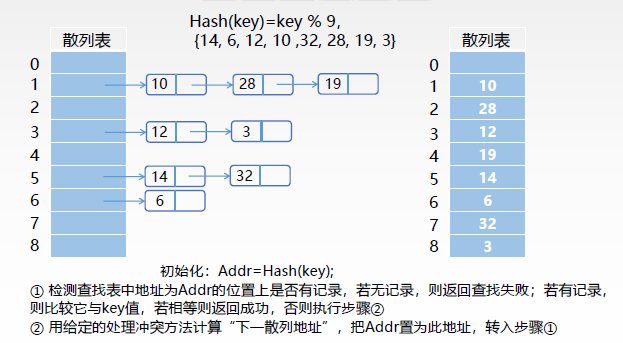 Hash(key)=key % 9,
{14, 6, 12, 10 ,32, 28, 19, 3}
散列表
0
1 10 28 19
2
3 12 3
4
5 14 32
6 6
7
8
散列表
0
1 10
2 28
3 12
4 19
5 14
6 6
7 32
8 3
初始化：Addr=Hash(key);
① 检测查找表中地址为Addr的位置上是否有记录，若无记录，则返回查找失败；若有记录，
则比较它与key值，若相等则返回成功，否则执行步骤②
② 用给定的处理冲突方法计算“下一散列地址”，把Addr置为此地址，转入步骤①